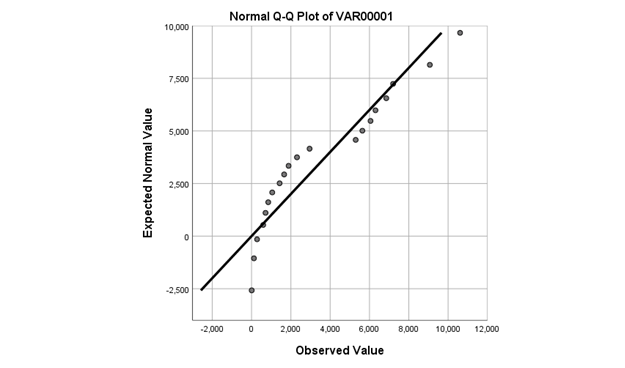 Normal Q-Q Plot of VAR00001
10,000
7,500
5,000
2,500
0
-2,500
Expected Normal Value
-2,000 0 2,000 4,000 6,000 8,000 10,000 12,000
Observed Value